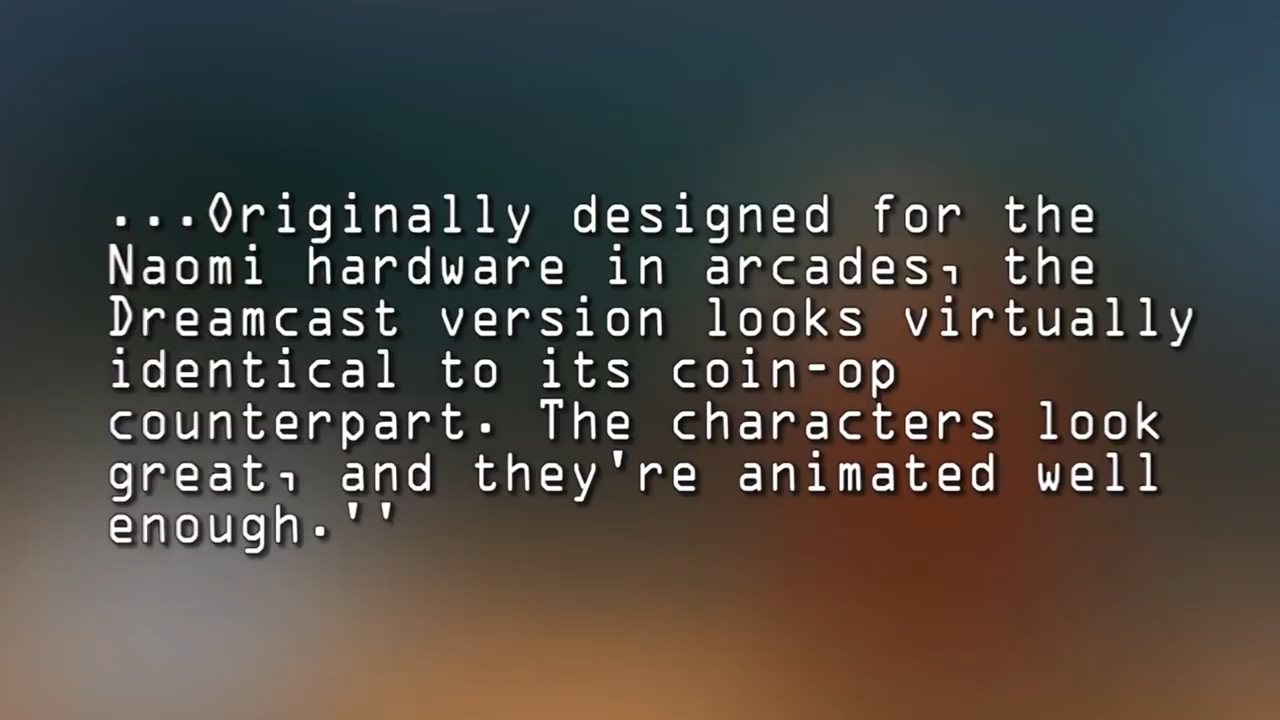 ...Originally designed for the
Naomi hardware in arcades, the
Dreamcast version looks virtually
identical to its coin-op
counterpart. The characters look
great, and they're animated well
enough.''